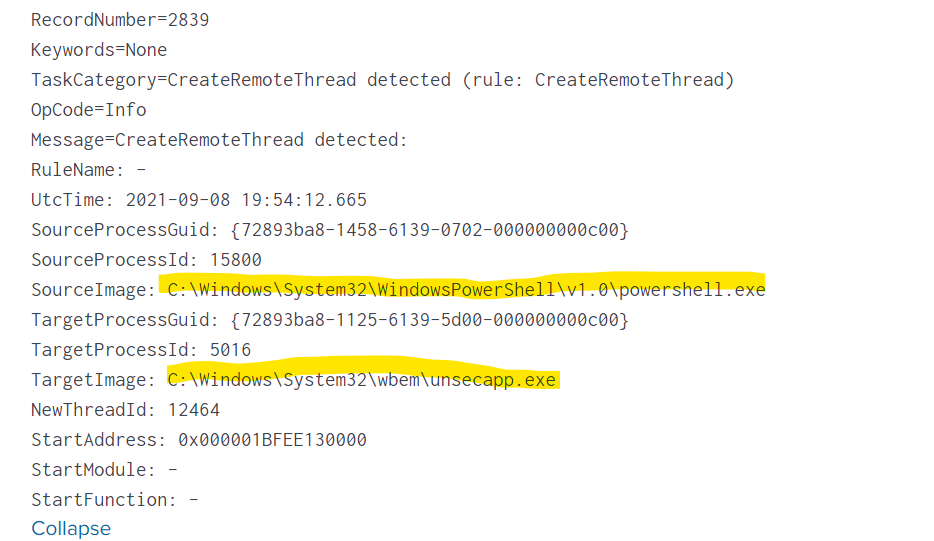 RecordNumber=2839
Keywords=None
TaskCategory=CreateRemoteThread detected (rule: CreateRemoteThread)
OpCode=Info
Message=CreateRemoteThread detected:
RuleName: -
UtcTime: 2021-09-08 19:54:12.665
SourceProcessGuid: {72893ba8-1458-6139-0702-000000000c00}
SourceProcessId: 15800
SourceImage: C:\Windows\System32\WindowsPowerShell\v1.0\powershell.exe
TargetProcessGuid: {72893ba8-1125-6139-5d00-000000000c00}
TargetProcessId: 5016
TargetImage: C:\Windows\System32\wbem\unsecapp.exe
NewThreadId: 12464
StartAddress: 0x000001BFEE130000
StartModule: -
StartFunction: -
Collapse